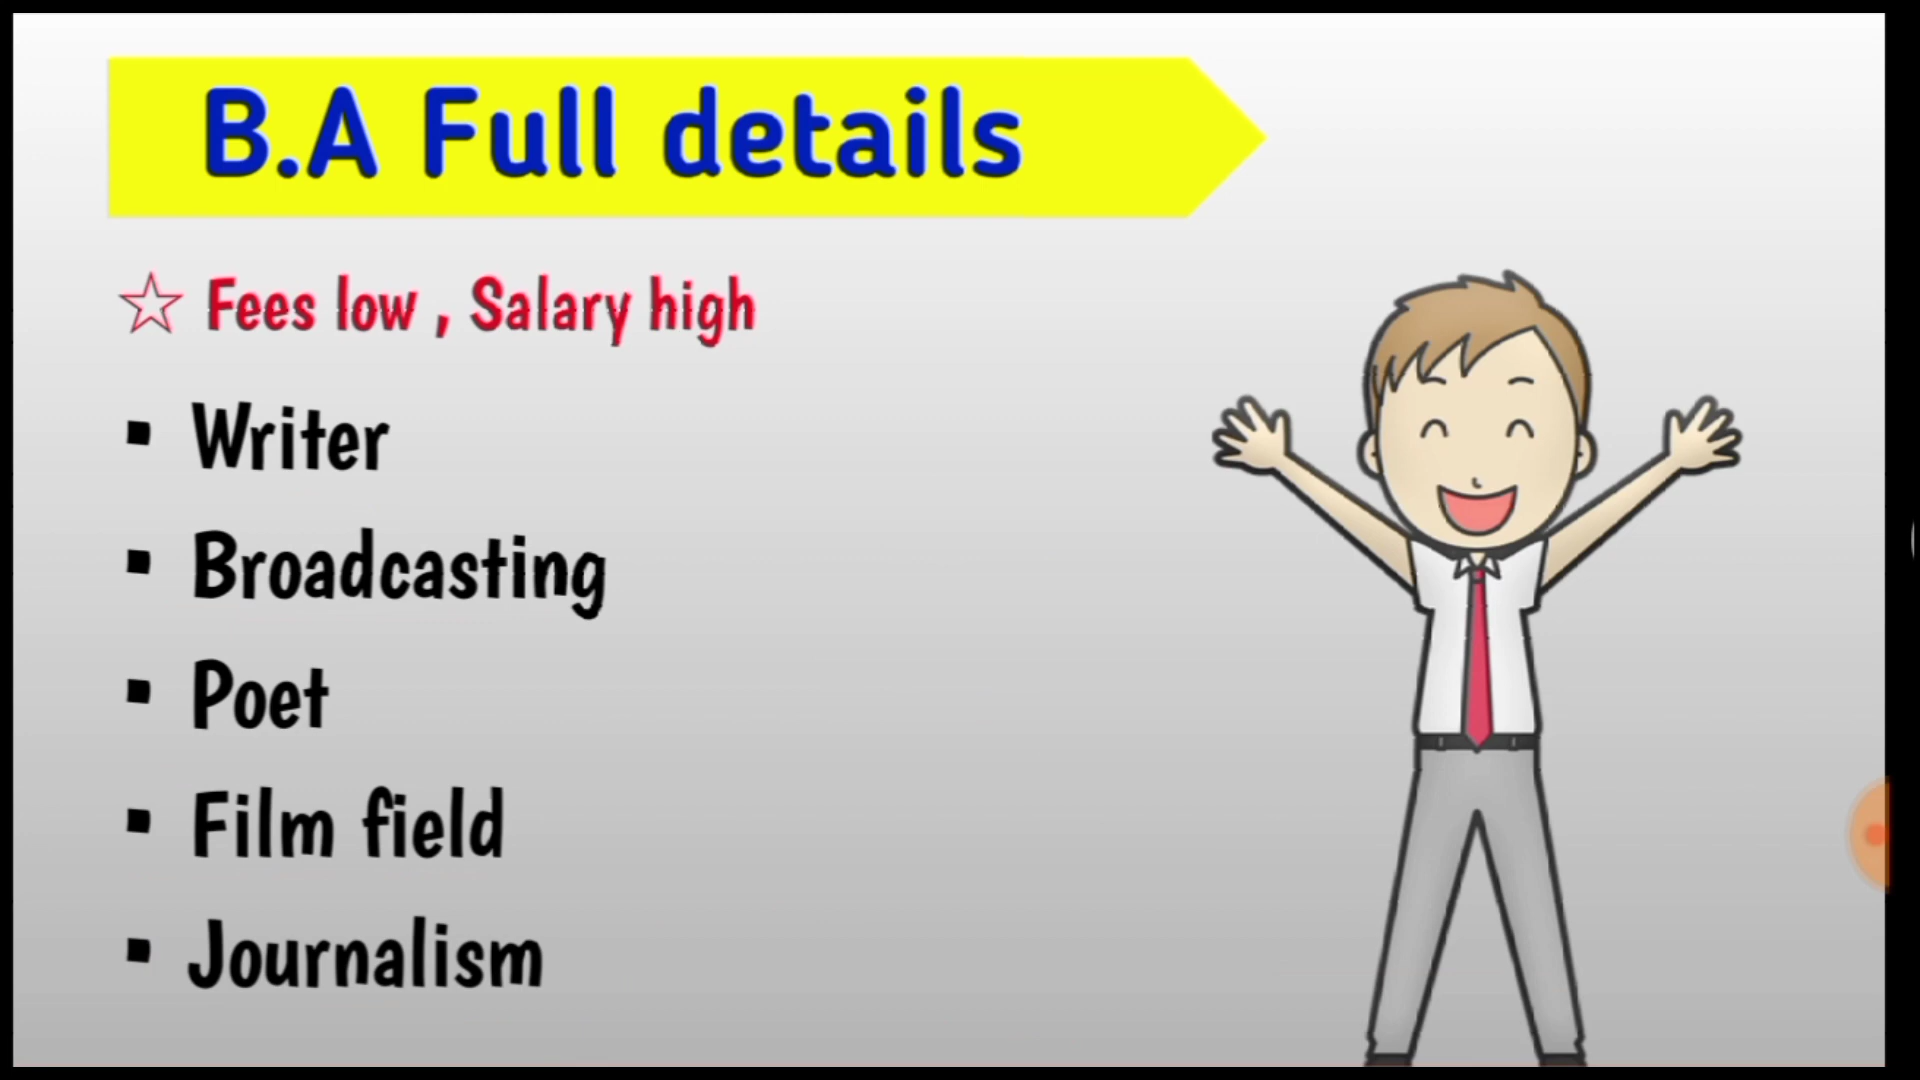 B.A Full details
☆ Fees low , Salary high
▪ Writer
▪ Broadcasting
▪ Poet
▪ Film field
▪ Journalism